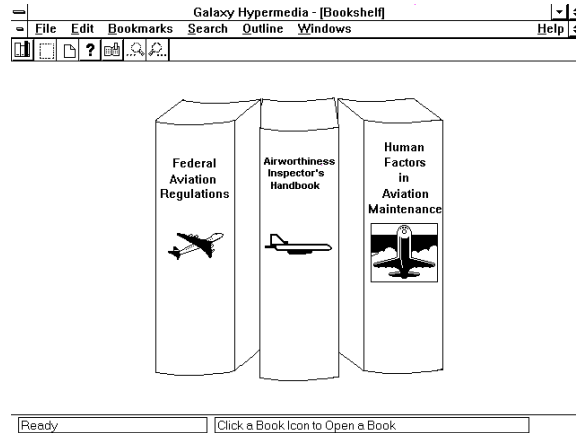 Galaxy Hypermedia - [Bookshelf]
File Edit Bookmarks Search Outline Windows Help
?
Federal
Aviation
Regulations
Airworthiness
Inspector's
Handbook
Human
Factors
in
Aviation
Maintenance
Ready
Click a Book Icon to Open a Book